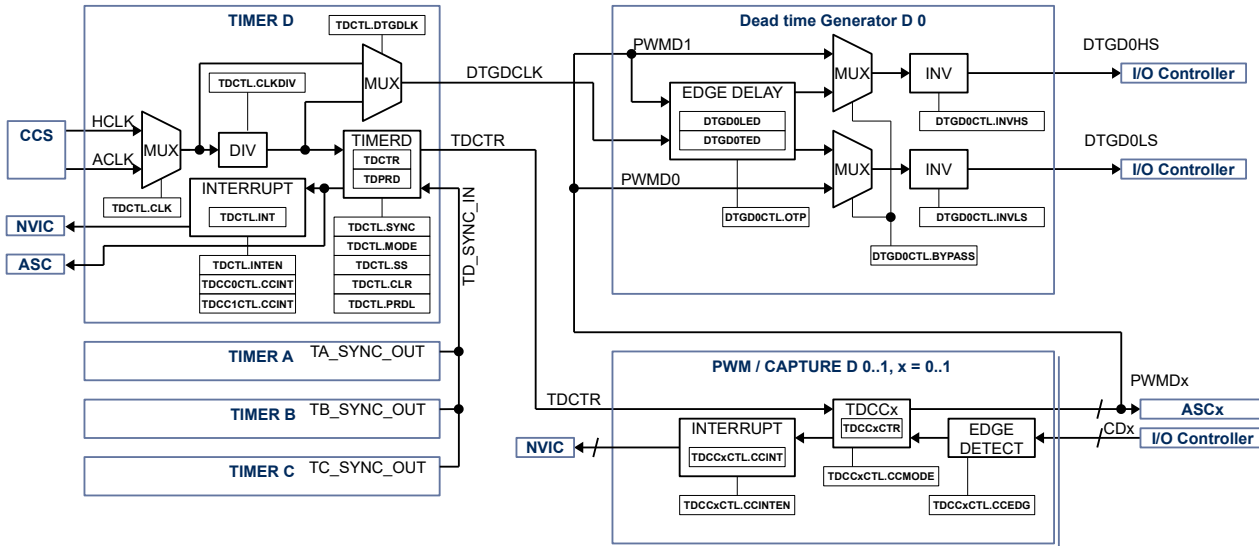 TIMER D
TDCTL.DTGDLK
MUX
TDCTL.CLKDIV
CCS
HCLK
ACLK
MUX
DIV
TDCTL.CLK
TIMERD
TDCTR
TDPRD
INTERRUPT
TDCTL.INT
NVIC
ASC
TDCTL.INTEN
TDCC0CTL.CCINT
TDCC1CTL.CCINT
TDCTL.SYNC
TDCTL.MODE
TDCTL.SS
TDCTL.CLR
TDCTL.PRDL
DTGDCLK
TDCTR
TD_SYNC_IN
TIMER A
TA_SYNC_OUT
TIMER B
TB_SYNC_OUT
TIMER C
TC_SYNC_OUT
Dead time Generator D 0
PWMD1
MUX
INV
DTGD0CTL.INVHS
EDGE DELAY
DTGD0LED
DTGD0TED
PWMD0
MUX
INV
DTGD0CTL.INVLS
DTGD0CTL.OTP
DTGD0CTL.BYPASS
DTGD0HS
I/O Controller
DTGD0LS
I/O Controller
PWM / CAPTURE D 0..1, x = 0..1
TDCTR
TDCCx
TDCCxCTR
INTERRUPT
TDCCxCTL.CCINT
EDGE
DETECT
NVIC
TDCCxCTL.CCMODE
TDCCxCTL.CCINTEN
TDCCxCTL.CCEDG
PWMDx
ASCx
CDx
I/O Controller